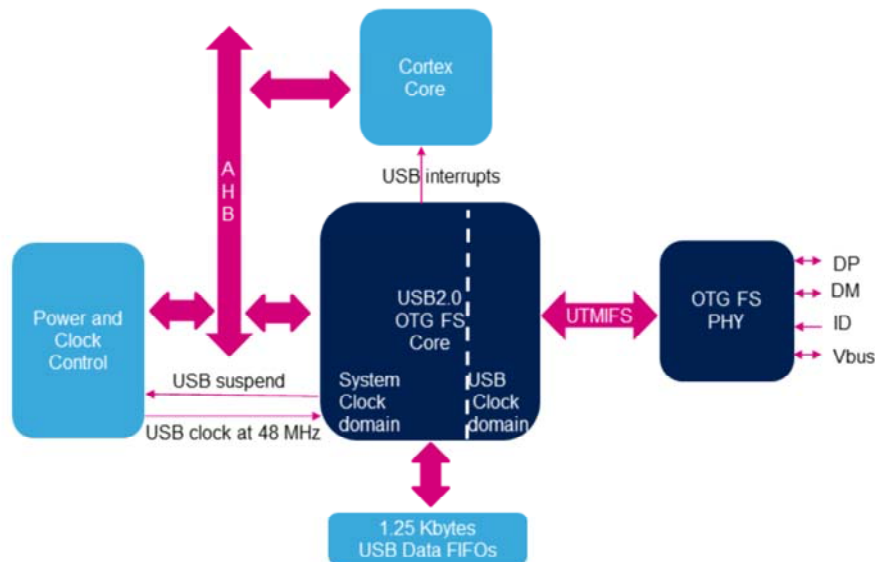 Cortex
Core
A
H
B
USB interrupts
Power and
Clock
Control
USB2.0
OTG FS
Core
UTMIFS
OTG FS
PHY
DP
DM
ID
Vbus
USB suspend
System
Clock
domain
USB
Clock
domain
USB clock at 48 MHz
1.25 Kbytes
USB Data FIFOs